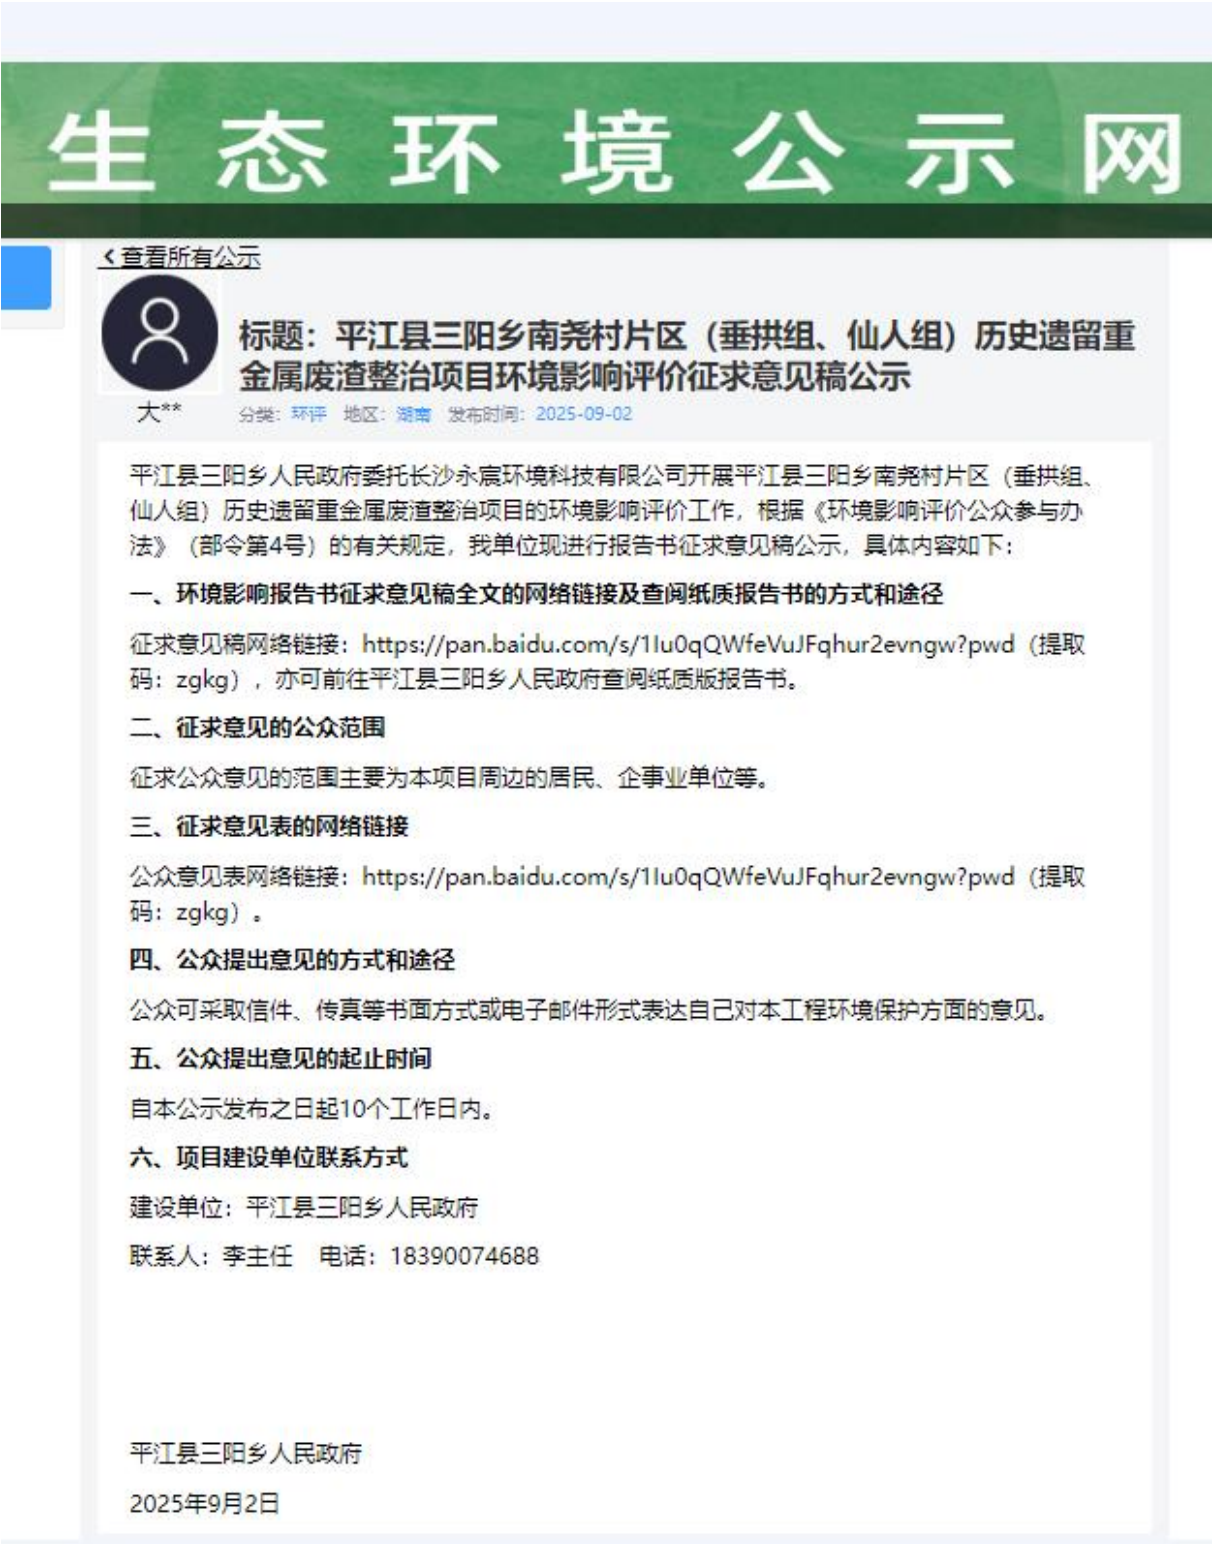 生态环境公示网
<查看所有公示
标题：平江县三阳乡南尧村片区（垂拱组、仙人组）历史遗留重
金属废渣整治项目环境影响评价征求意见稿公示
大**
分类：环评 地区：湖南 发布时间：2025-09-02
平江县三阳乡人民政府委托长沙永宸环境科技有限公司开展平江县三阳乡南尧村片区（垂拱组、
仙人组）历史遗留重金属废渣整治项目的环境影响评价工作，根据《环境影响评价公众参与办
法》（部令第4号）的有关规定，我单位现进行报告书征求意见稿公示，具体内容如下：
一、环境影响报告书征求意见稿全文的网络链接及查阅纸质报告书的方式和途径
征求意见稿网络链接：https://pan.baidu.com/s/1Iu0qQWfeVuJFqhur2evngw?pwd（提取
码：zgkg），亦可前往平江县三阳乡人民政府查阅纸质版报告书。
二、征求意见的公众范围
征求公众意见的范围主要为本项目周边的居民、企事业单位等。
三、征求意见表的网络链接
公众意见表网络链接：https://pan.baidu.com/s/1Iu0qQWfeVuJFqhur2evngw?pwd（提取
码：zgkg）。
四、公众提出意见的方式和途径
公众可采取信件、传真等书面方式或电子邮件形式表达自己对本工程环境保护方面的意见。
五、公众提出意见的起止时间
自本公示发布之日起10个工作日内。
六、项目建设单位联系方式
建设单位：平江县三阳乡人民政府
联系人：李主任 电话：18390074688
平江县三阳乡人民政府
2025年9月2日